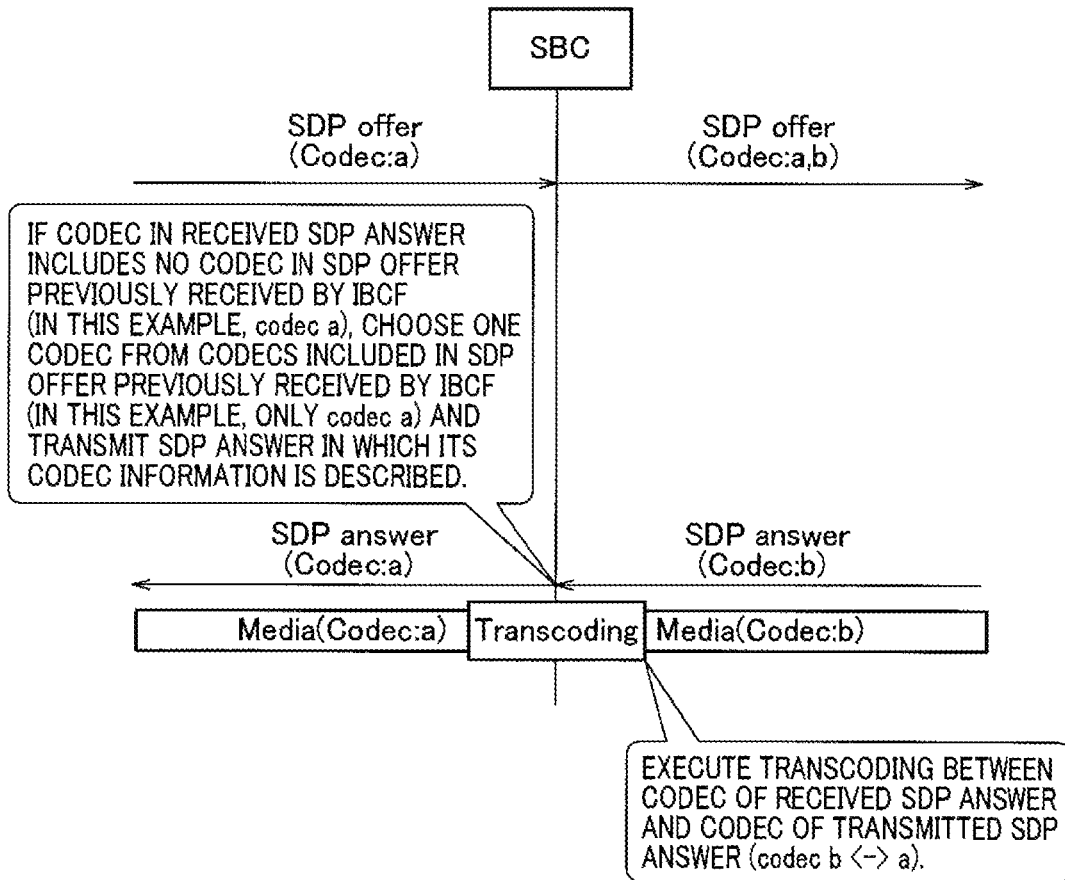 SBC
SDP offer
(Codec:a)
SDP offer
(Codec:a,b)
IF CODEC IN RECEIVED SDP ANSWER
INCLUDES NO CODEC IN SDP OFFER
PREVIOUSLY RECEIVED BY IBCF
(IN THIS EXAMPLE, codec a), CHOOSE ONE
CODEC FROM CODECS INCLUDED IN SDP
OFFER PREVIOUSLY RECEIVED BY IBCF
(IN THIS EXAMPLE, ONLY codec a) AND
TRANSMIT SDP ANSWER IN WHICH ITS
CODEC INFORMATION IS DESCRIBED.
SDP answer
(Codec:a)
SDP answer
(Codec:b)
Media(Codec:a)
Transcoding
Media(Codec:b)
EXECUTE TRANSCODING BETWEEN
CODEC OF RECEIVED SDP ANSWER
AND CODEC OF TRANSMITTED SDP
ANSWER (codec b <-> a).